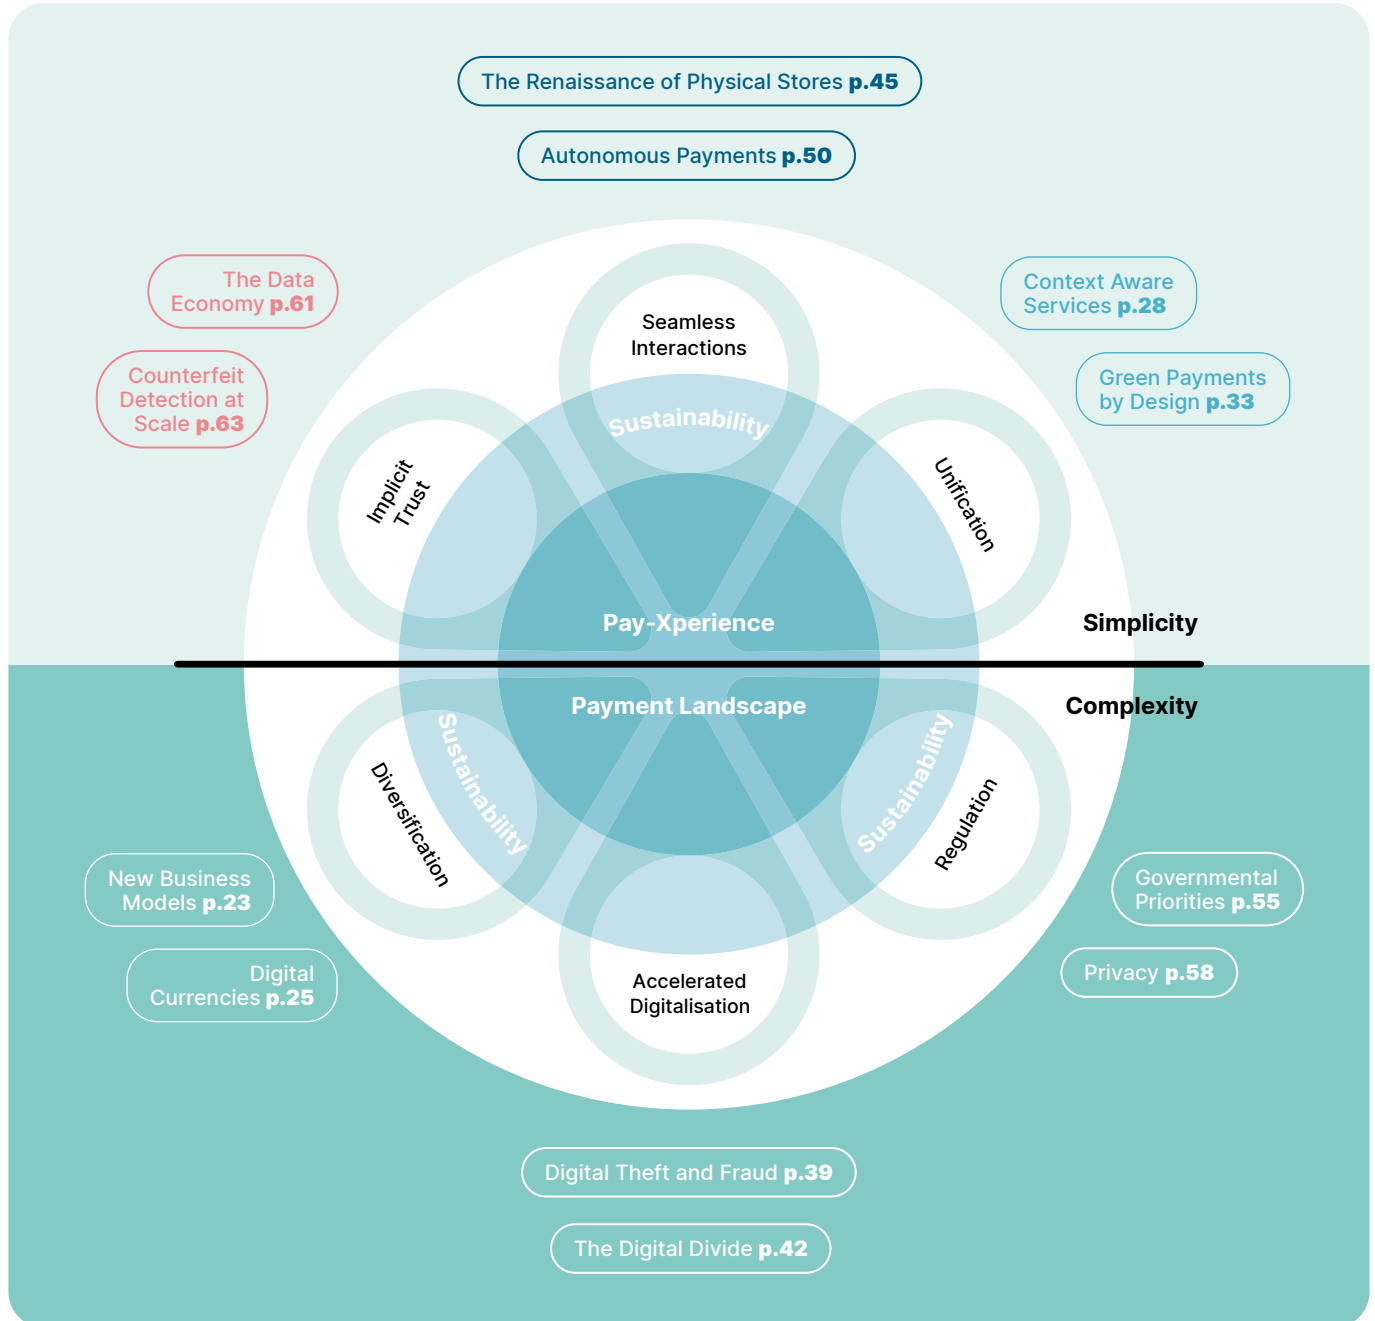 The Renaissance of Physical Stores p.45
Autonomous Payments p.50
The Data
Economy p.61
Counterfeit
Detection at
Scale p.63
Context Aware
Services p.28
Green Payments
by Design p.33
Seamless
Interactions
Sustainability
Implicit
Trust
Unification
Pay-Xperience
Simplicity
Payment Landscape
Complexity
Sustainability
Diversification
Sustainability
Regulation
New Business
Models p.23
Digital
Currencies p.25
Governmental
Priorities p.55
Privacy p.58
Accelerated
Digitalisation
Digital Theft and Fraud p.39
The Digital Divide p.42